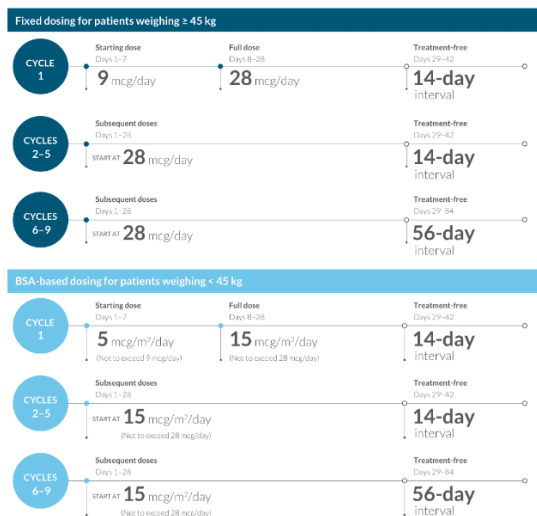 Fixed dosing for patients weighing ≥ 45 kg
CYCLE
1
Starting dose
Days 1–7
9 mcg/day
Full dose
Days 8–28
28 mcg/day
Treatment-free
Days 29–42
14-day
interval
CYCLES
2–5
Subsequent doses
Days 1–28
START AT 28 mcg/day
Treatment-free
Days 29–42
14-day
interval
CYCLES
6–9
Subsequent doses
Days 1–28
START AT 28 mcg/day
Treatment-free
Days 29–84
56-day
interval
BSA-based dosing for patients weighing < 45 kg
CYCLE
1
Starting dose
Days 1–7
5 mcg/m²/day
(Not to exceed 9 mcg/day)
Full dose
Days 8–28
15 mcg/m²/day
(Not to exceed 28 mcg/day)
Treatment-free
Days 29–42
14-day
interval
CYCLES
2–5
Subsequent doses
Days 1–28
START AT 15 mcg/m²/day
(Not to exceed 28 mcg/day)
Treatment-free
Days 29–42
14-day
interval
CYCLES
6–9
Subsequent doses
Days 1–28
START AT 15 mcg/m²/day
(Not to exceed 28 mcg/day)
Treatment-free
Days 29–84
56-day
interval